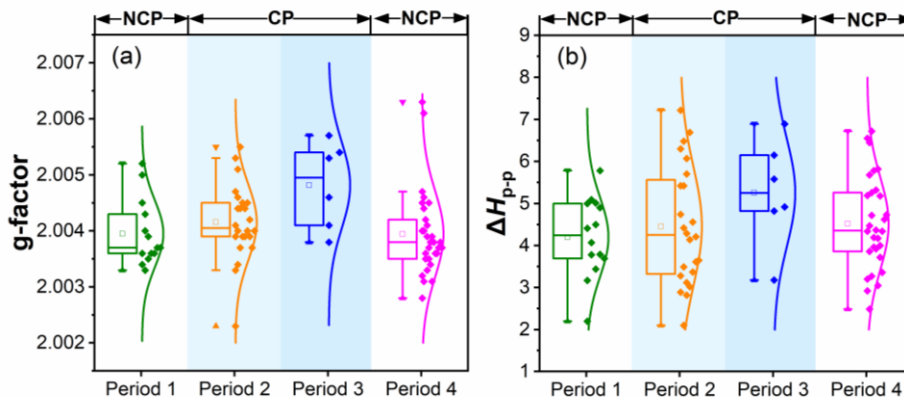 NCP CP NCP
(a)
g-factor
2.007
2.006
2.005
2.004
2.003
2.002
Period 1 Period 2 Period 3 Period 4
NCP CP NCP
(b)
ΔHp-p
9
8
7
6
5
4
3
2
1
Period 1 Period 2 Period 3 Period 4